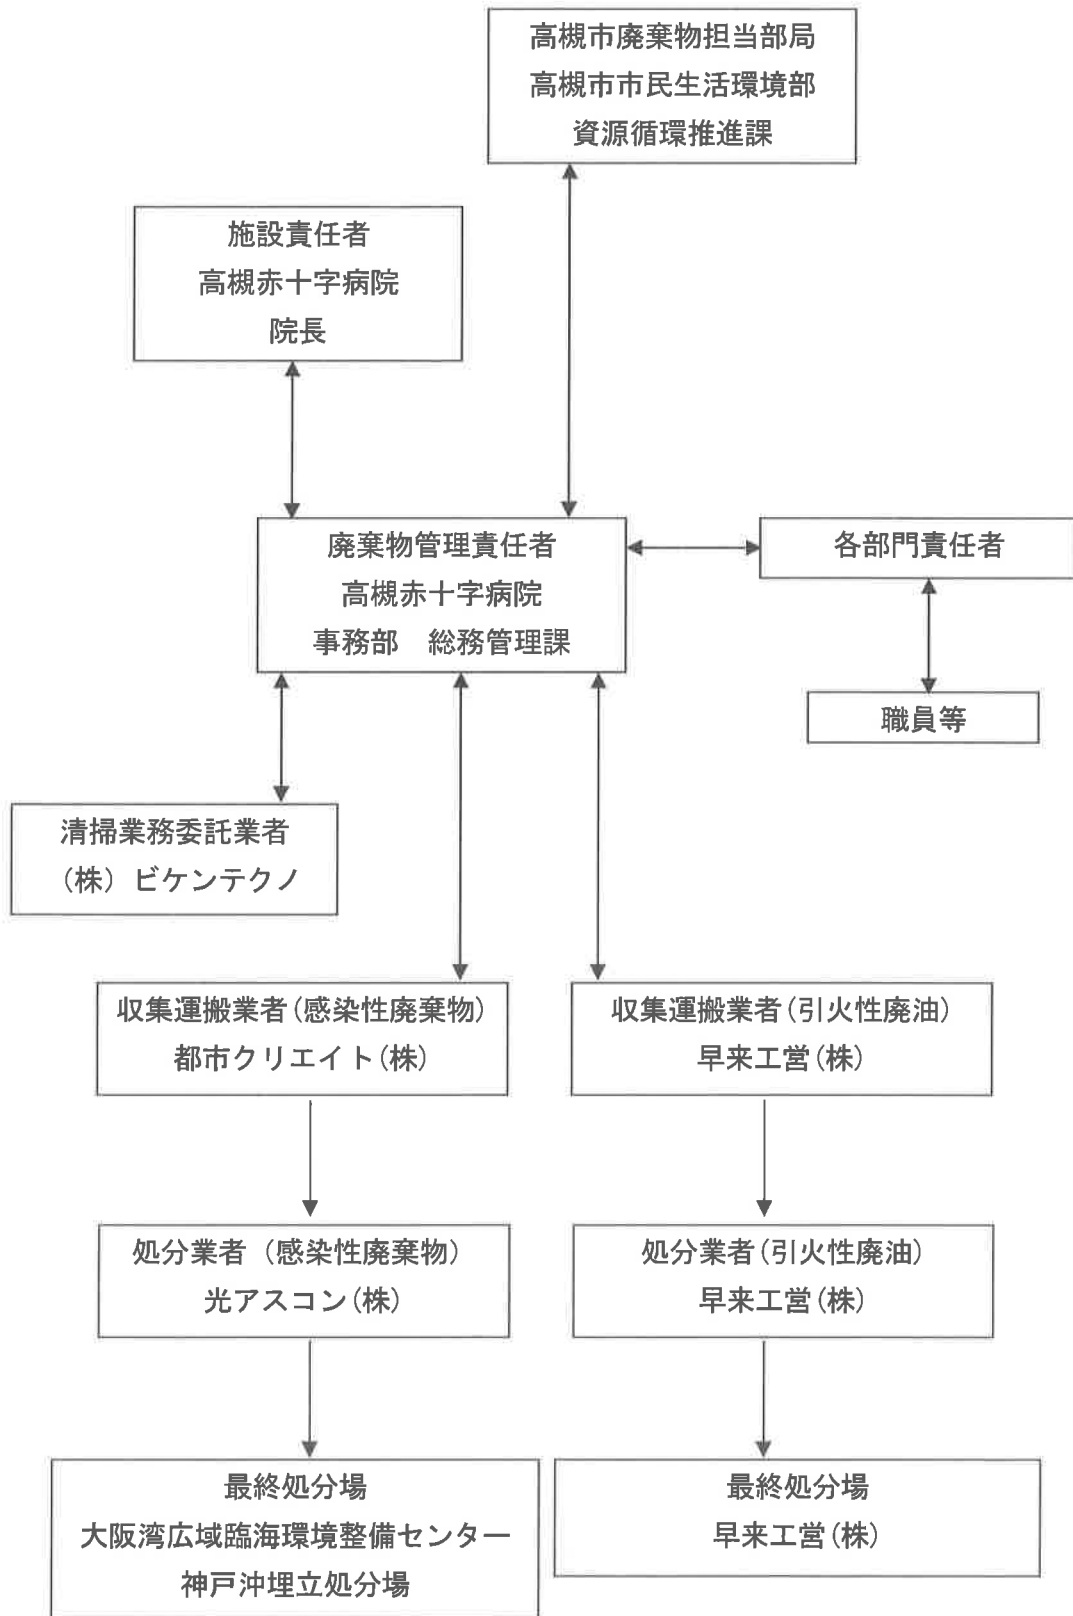 高槻市廃棄物担当部局
高槻市市民生活環境部
資源循環推進課
施設責任者
高槻赤十字病院
院長
廃棄物管理責任者
高槻赤十字病院
事務部　総務管理課
各部門責任者
職員等
清掃業務委託業者
（株）ビケンテクノ
収集運搬業者(感染性廃棄物)
都市クリエイト(株)
収集運搬業者(引火性廃油)
早来工営(株)
処分業者（感染性廃棄物）
光アスコン(株)
処分業者(引火性廃油)
早来工営(株)
最終処分場
大阪湾広域臨海環境整備センター
神戸沖埋立処分場
最終処分場
早来工営(株)